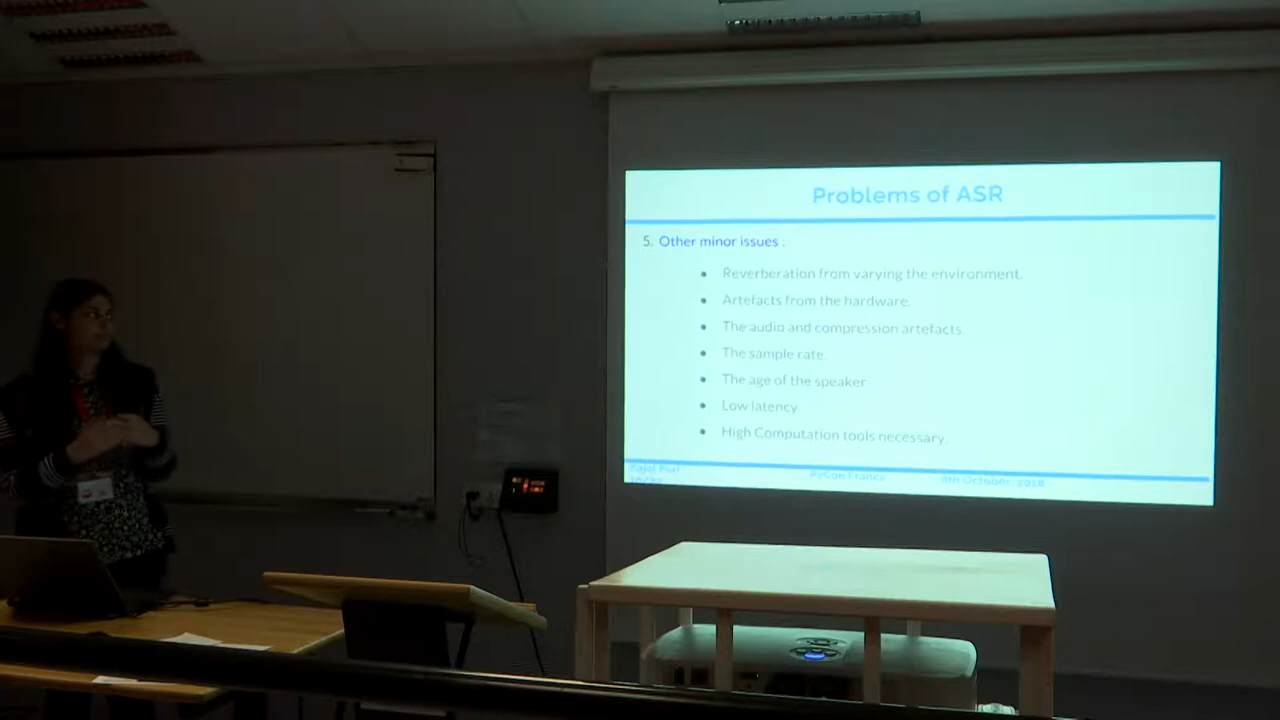 Problems of ASR
5. Other minor issues .
● Reverberation from varying the environment.
● Artefacts from the hardware.
● The audio and compression artefacts.
● The sample rate.
● The age of the speaker
● Low latency
● High Computation tools necessary.
PyCon France 8th October, 2018